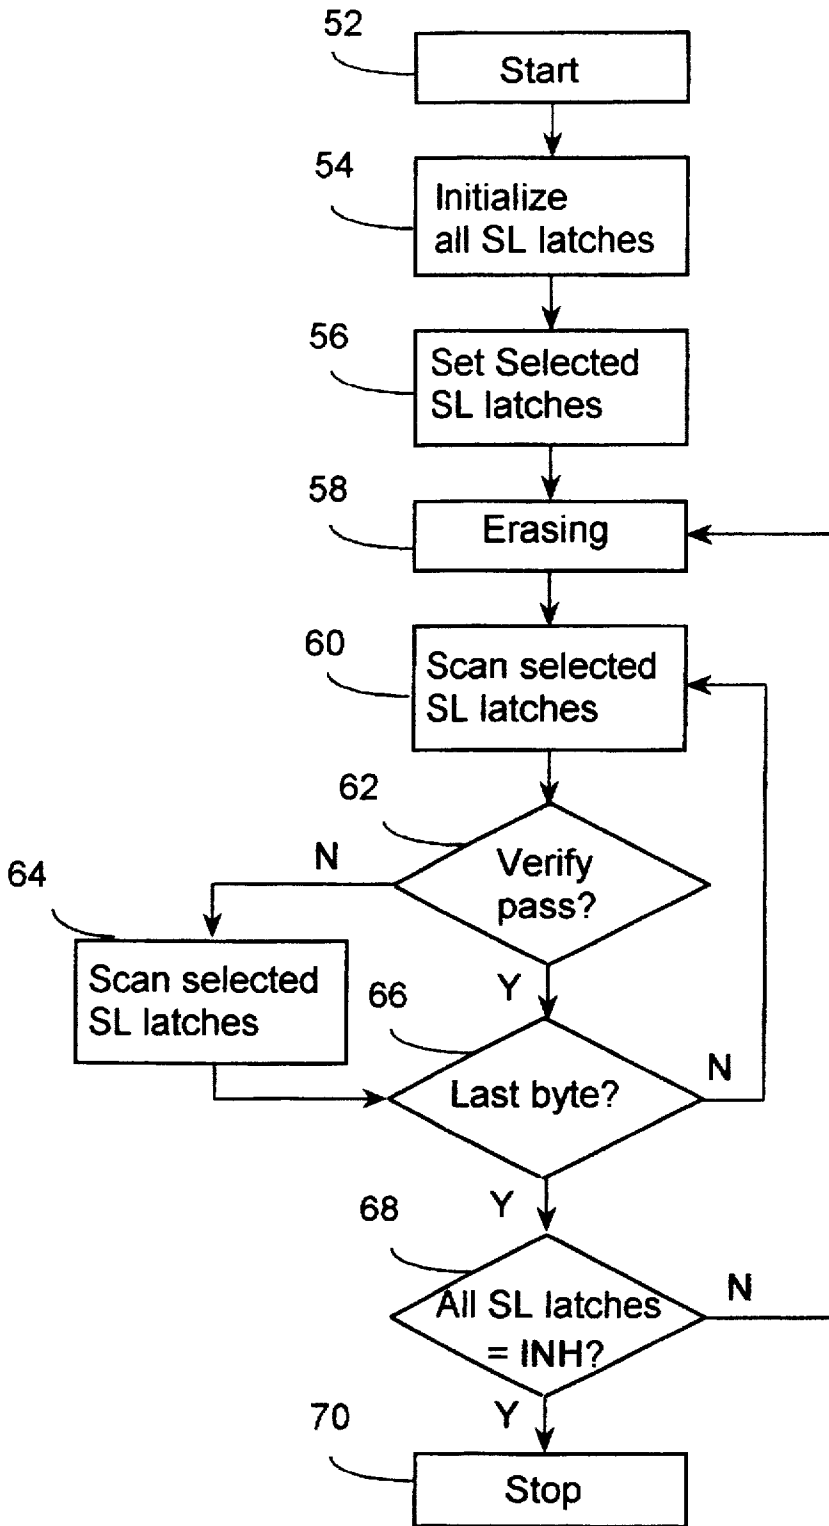 52
Start
54
Initialize
all SL latches
56
Set Selected
SL latches
58
Erasing
60
Scan selected
SL latches
62
Verify
pass?
N
64
Scan selected
SL latches
Y
66
Last byte?
N
Y
68
All SL latches
= INH?
N
Y
70
Stop